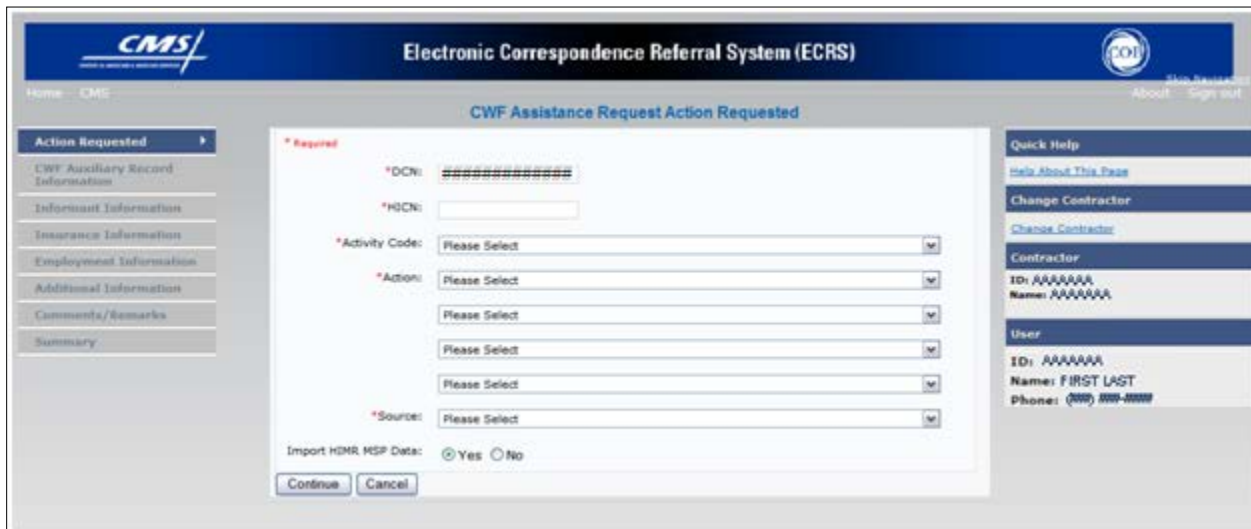 CMS
Electronic Correspondence Referral System (ECRS)
COB
Skip Navigation
Home CMS
About Sign out
CWF Assistance Request Action Requested
Action Requested
CWF Auxiliary Record
Information
Informant Information
Insurance Information
Employment Information
Additional Information
Comments/Remarks
Summary
* Required
*DCN: #############
*HICN:
*Activity Code: Please Select
*Action: Please Select
Please Select
Please Select
Please Select
*Source: Please Select
Import HIMR MSP Data: Yes No
Continue Cancel
Quick Help
Help About This Page
Change Contractor
Change Contractor
Contractor
ID: AAAAAAA
Name: AAAAAAA
User
ID: AAAAAAA
Name: FIRST LAST
Phone: (###) ###-####